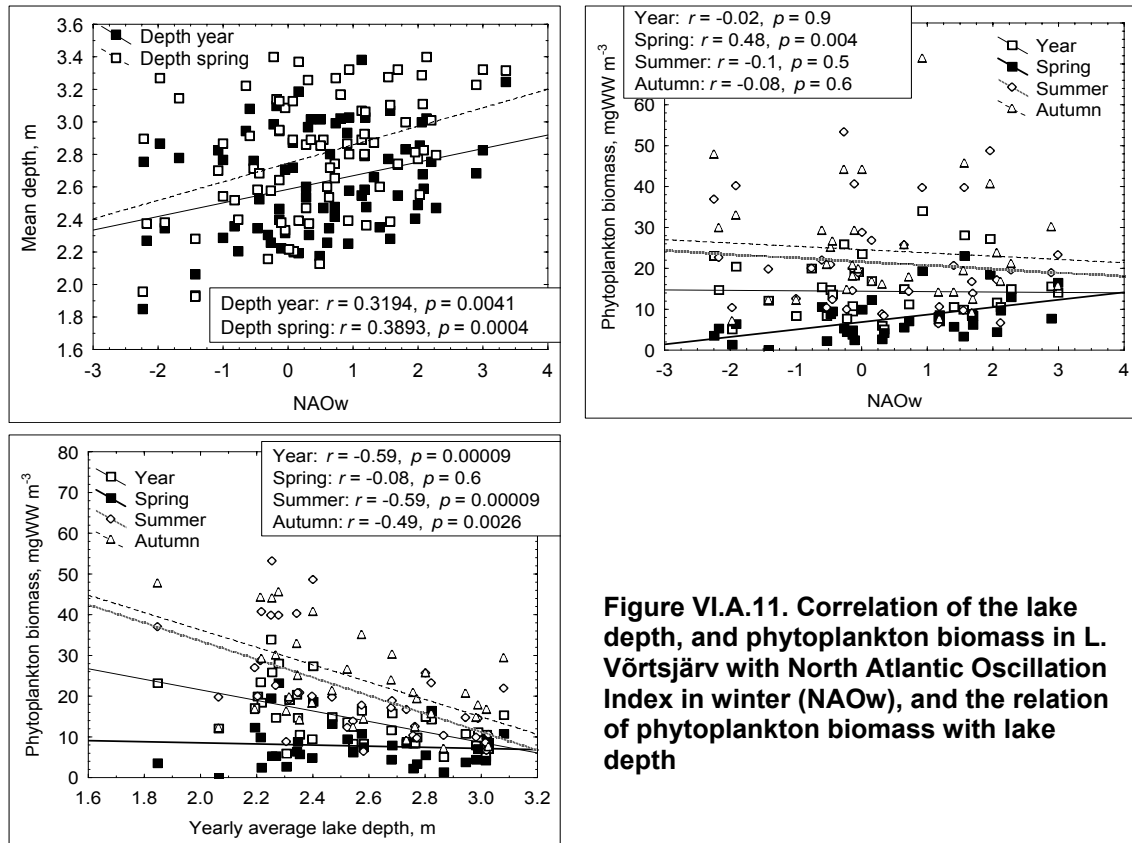 Depth year
Depth spring
Mean depth, m
3.6
3.4
3.2
3.0
2.8
2.6
2.4
2.2
2.0
1.8
1.6
Depth year: r = 0.3194, p = 0.0041
Depth spring: r = 0.3893, p = 0.0004
-3 -2 -1 0 1 2 3 4
NAOw
Year: r = -0.02, p = 0.9
Spring: r = 0.48, p = 0.004
Summer: r = -0.1, p = 0.5
Autumn: r = -0.08, p = 0.6
Year
Spring
Summer
Autumn
Phytoplankton biomass, mgWW m-3
60
50
40
30
20
10
0
-3 -2 -1 0 1 2 3 4
NAOw
Year: r = -0.59, p = 0.00009
Spring: r = -0.08, p = 0.6
Summer: r = -0.59, p = 0.00009
Autumn: r = -0.49, p = 0.0026
Year
Spring
Summer
Autumn
Phytoplankton biomass, mgWW m-3
80
70
60
50
40
30
20
10
0
1.6 1.8 2.0 2.2 2.4 2.6 2.8 3.0 3.2
Yearly average lake depth, m
Figure VI.A.11. Correlation of the lake
depth, and phytoplankton biomass in L.
Võrtsjärv with North Atlantic Oscillation
Index in winter (NAOw), and the relation
of phytoplankton biomass with lake
depth